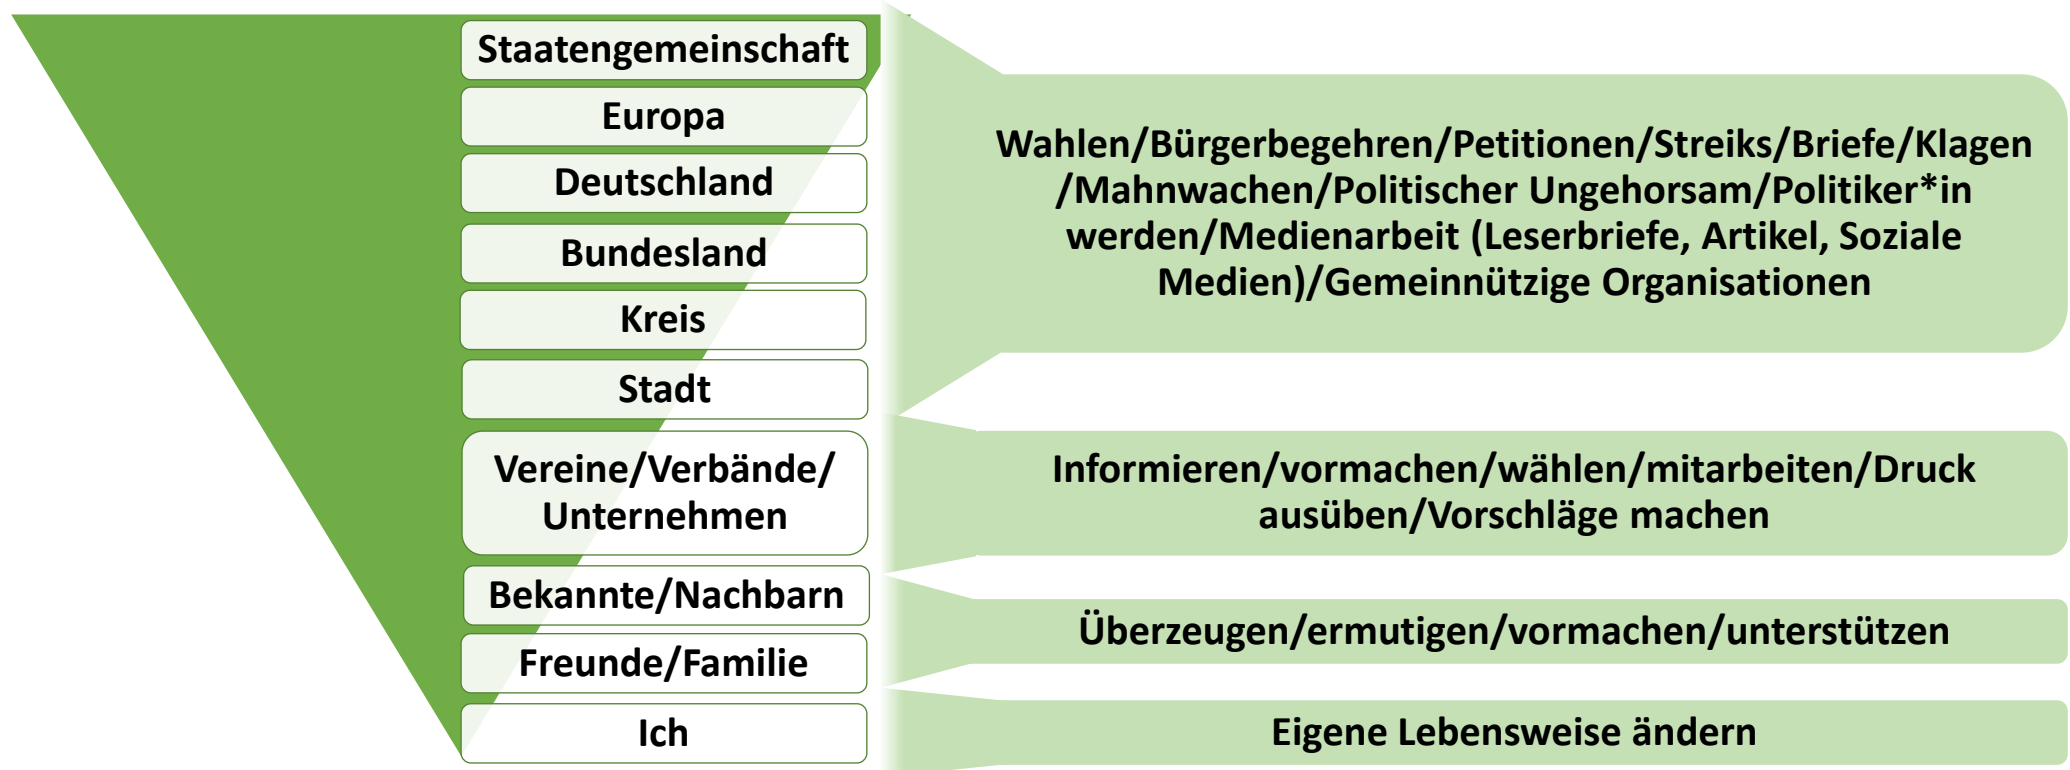 Staatengemeinschaft
Europa
Deutschland
Bundesland
Kreis
Stadt
Wahlen/Bürgerbegehren/Petitionen/Streiks/Briefe/Klagen
/Mahnwachen/Politischer Ungehorsam/Politiker*in
werden/Medienarbeit (Leserbriefe, Artikel, Soziale
Medien)/Gemeinnützige Organisationen
Vereine/Verbände/
Unternehmen
Informieren/vormachen/wählen/mitarbeiten/Druck
ausüben/Vorschläge machen
Bekannte/Nachbarn
Freunde/Familie
Überzeugen/ermutigen/vormachen/unterstützen
Ich
Eigene Lebensweise ändern